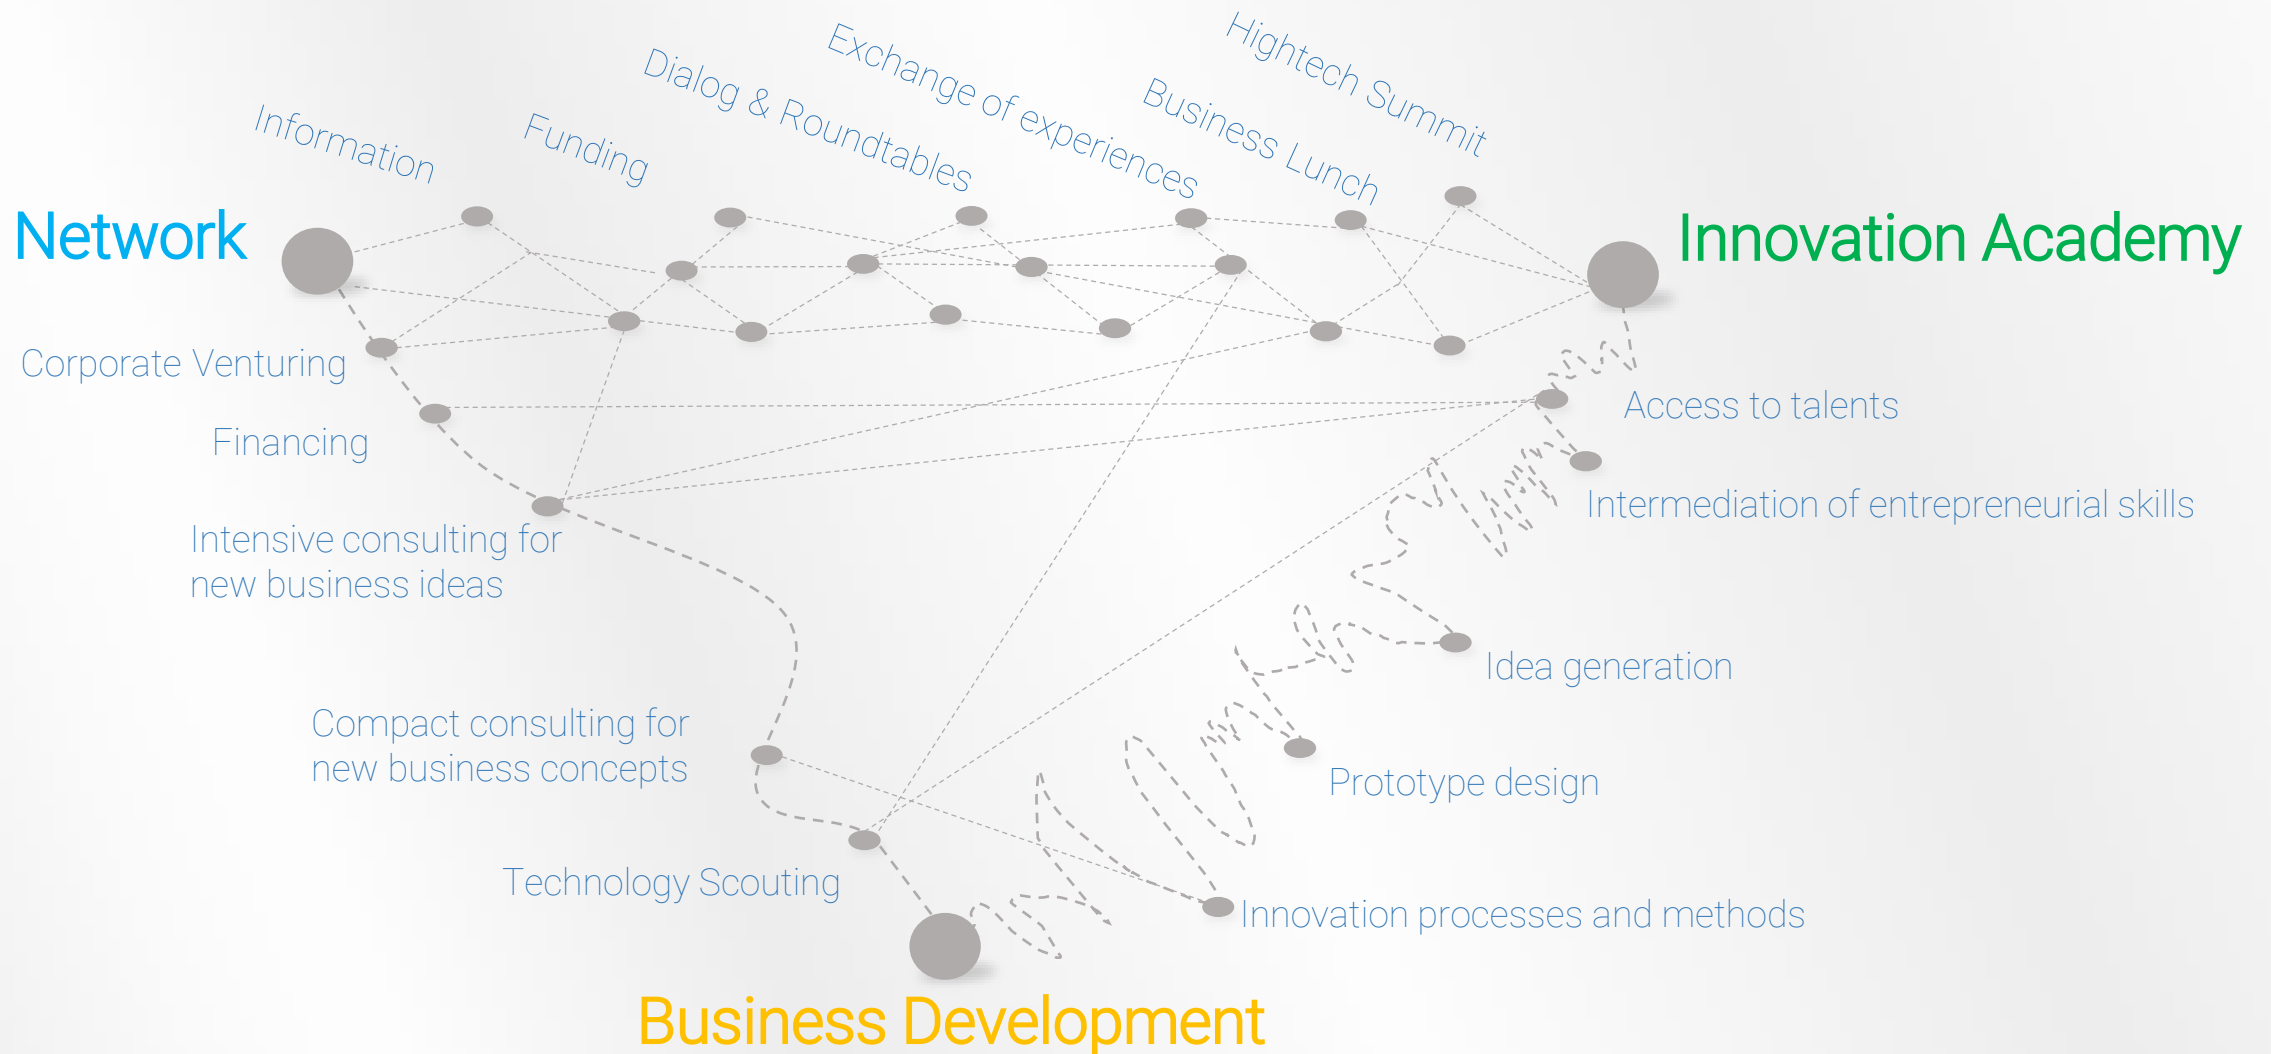 Hightech Summit
Exchange of experiences
Dialog & Roundtables
Business Lunch
Information
Funding
Network
Innovation Academy
Corporate Venturing
Access to talents
Financing
Intermediation of entrepreneurial skills
Intensive consulting for
new business ideas
Idea generation
Compact consulting for
new business concepts
Prototype design
Technology Scouting
Innovation processes and methods
Business Development